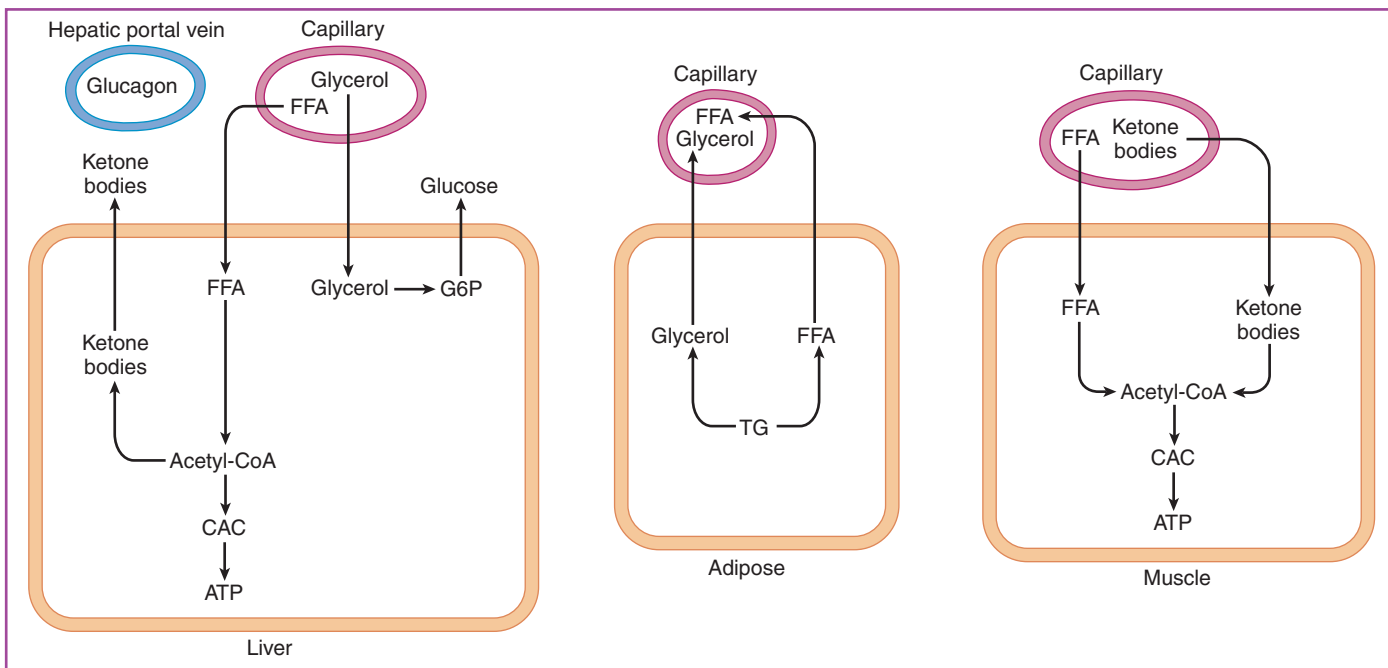 Hepatic portal vein
Glucagon
Capillary
Glycerol
FFA
Ketone
bodies
Glucose
FFA
Glycerol
G6P
Ketone
bodies
Acetyl-CoA
CAC
ATP
Liver
Capillary
FFA
Glycerol
Glycerol
FFA
TG
Adipose
Capillary
FFA
Ketone
bodies
FFA
Ketone
bodies
Acetyl-CoA
CAC
ATP
Muscle